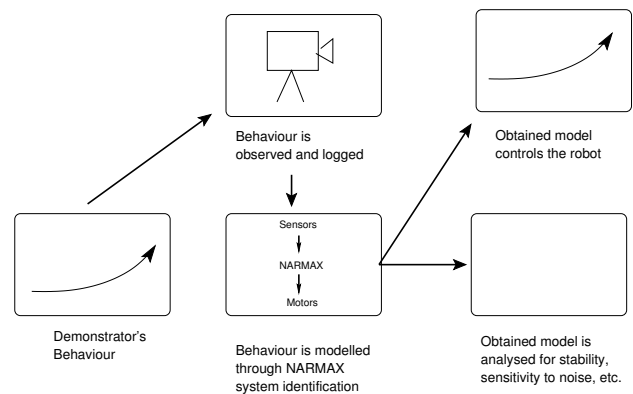 Behaviour is
observed and logged
Obtained model
controls the robot
Sensors
NARMAX
Motors
Demonstrator's
Behaviour
Behaviour is modelled
through NARMAX
system identification
Obtained model is
analysed for stability,
sensitivity to noise, etc.